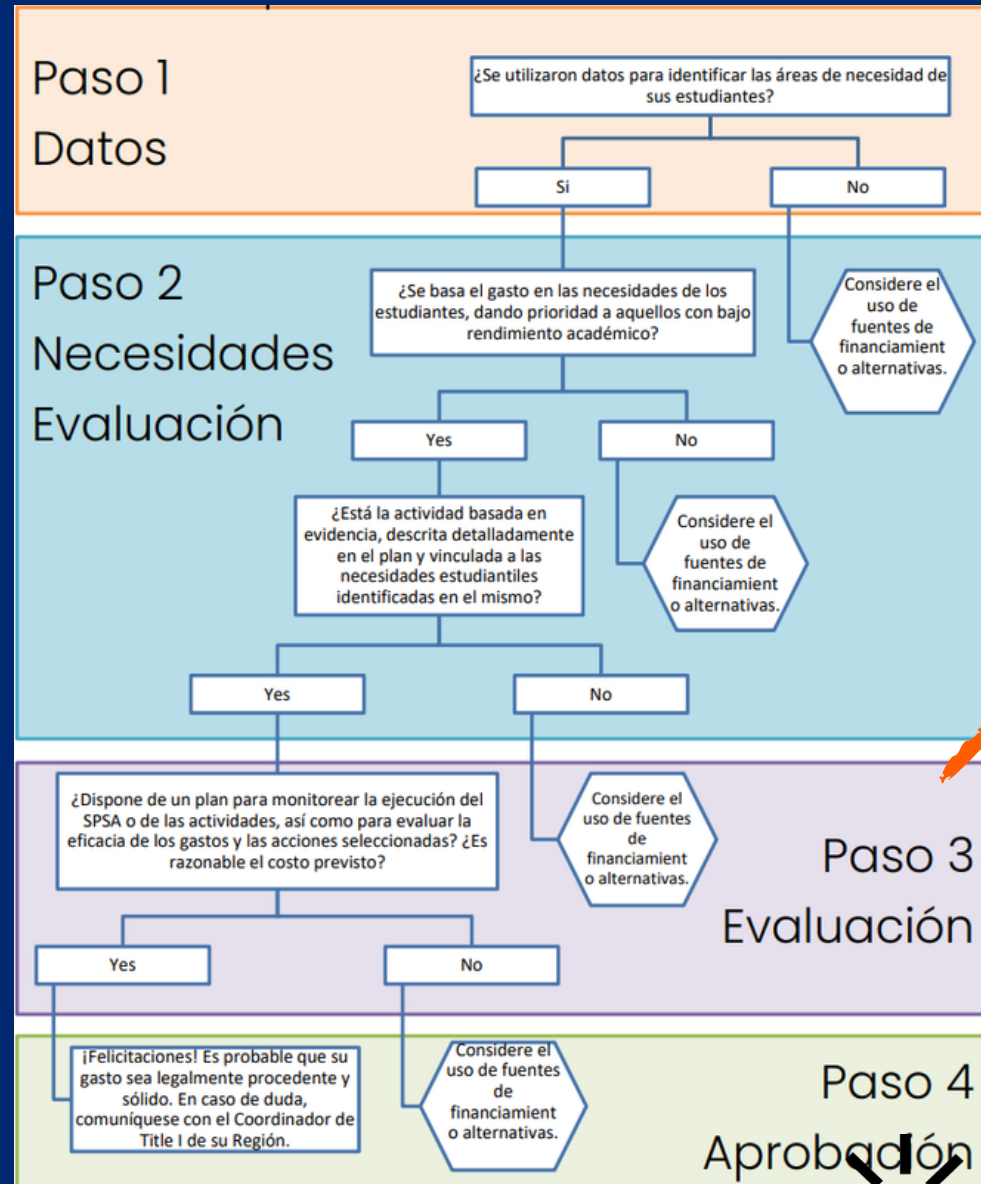 Paso 1
Datos
¿Se utilizaron datos para identificar las áreas de necesidad de
sus estudiantes?
Si
No
Paso 2
Necesidades
Evaluación
¿Se basa el gasto en las necesidades de los
estudiantes, dando prioridad a aquellos con bajo
rendimiento académico?
Considere el
uso de
fuentes de
financiamient
o alternativas.
Yes
No
¿Está la actividad basada en
evidencia, descrita detalladamente
en el plan y vinculada a las
necesidades estudiantiles
identificadas en el mismo?
Considere el
uso de
fuentes de
financiamient
o alternativas.
Yes
No
¿Dispone de un plan para monitorear la ejecución del
SPSA o de las actividades, así como para evaluar la
eficacia de los gastos y las acciones seleccionadas? ¿Es
razonable el costo previsto?
Considere el
uso de fuentes
de
financiamient
o alternativas.
Paso 3
Evaluación
Yes
No
¡Felicitaciones! Es probable que su
gasto sea legalmente procedente y
sólido. En caso de duda,
comuníquese con el Coordinador de
Title I de su Región.
Considere el
uso de fuentes
de
financiamient
o alternativas.
Paso 4
Aprobación